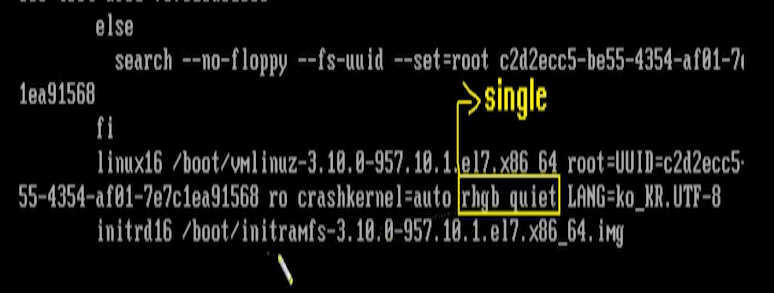 else
search --no-floppy --fs-uuid --set=root c2d2ecc5-be55-4354-af01-7e
1ea91568
single
fi
linux16 /boot/vmlinuz-3.10.0-957.10.1.el7.x86_64 root=UUID=c2d2ecc5-
55-4354-af01-7e7c1ea91568 ro crashkernel=auto rhgb quiet LANG=ko_KR.UTF-8
initrd16 /boot/initramfs-3.10.0-957.10.1.el7.x86_64.img